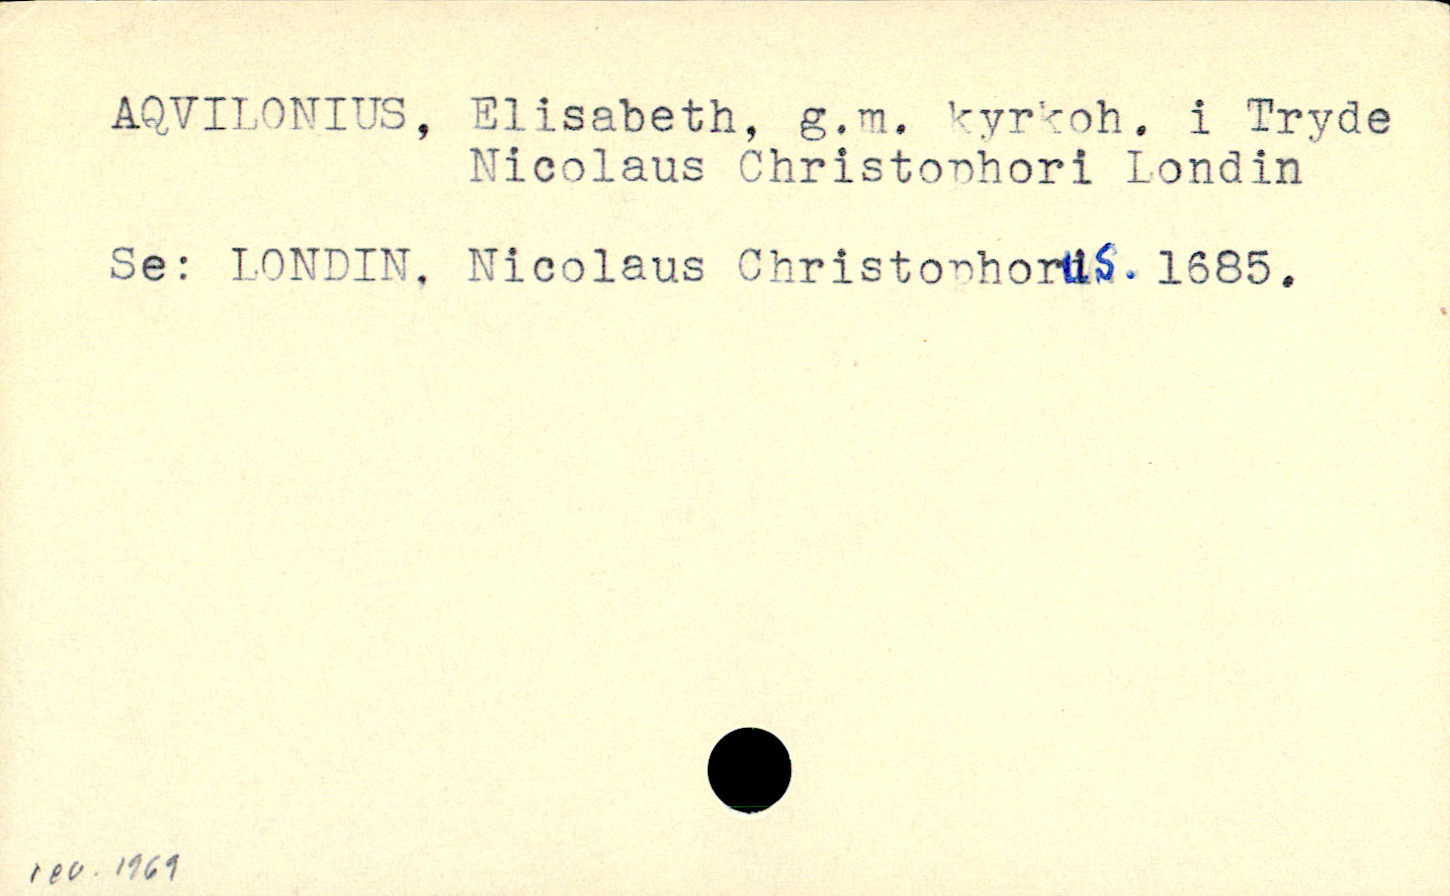 AQVILONIUS, Elisabeth, g.m. kyrkoh. i Tryde
Nicolaus Christophori Londin
Se: LONDIN, Nicolaus Christophorus. 1685.
rev. 1969